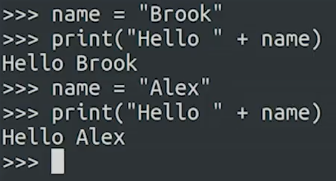 >>> name = "Brook"
>>> print("Hello " + name)
Hello Brook
>>> name = "Alex"
>>> print("Hello " + name)
Hello Alex
>>>